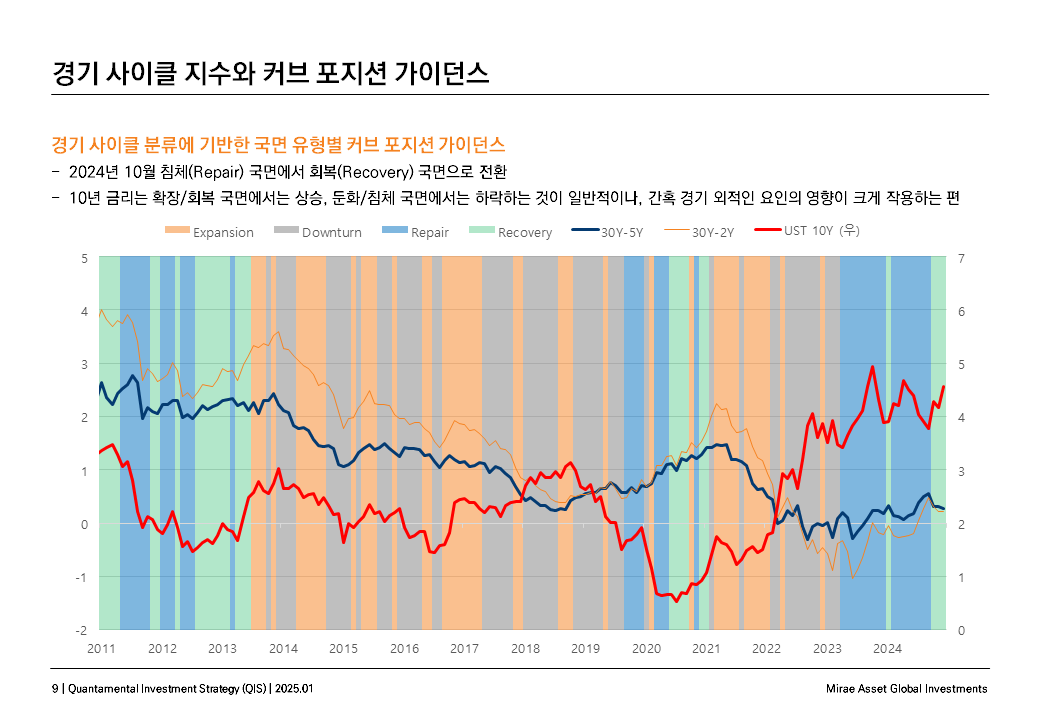 경기 사이클 지수와 커브 포지션 가이던스
경기 사이클 분류에 기반한 국면 유형별 커브 포지션 가이던스
– 2024년 10월 침체(Repair) 국면에서 회복(Recovery) 국면으로 전환
– 10년 금리는 확장/회복 국면에서는 상승, 둔화/침체 국면에서는 하락하는 것이 일반적이나, 간혹 경기 외적인 요인의 영향이 크게 작용하는 편
Expansion Downturn Repair Recovery 30Y-5Y 30Y-2Y UST 10Y (우)
5 7
4 6
3 5
2 4
1 3
0 2
-1 1
-2 0
2011 2012 2013 2014 2015 2016 2017 2018 2019 2020 2021 2022 2023 2024
9 | Quantamental Investment Strategy (QIS) | 2025.01 Mirae Asset Global Investments